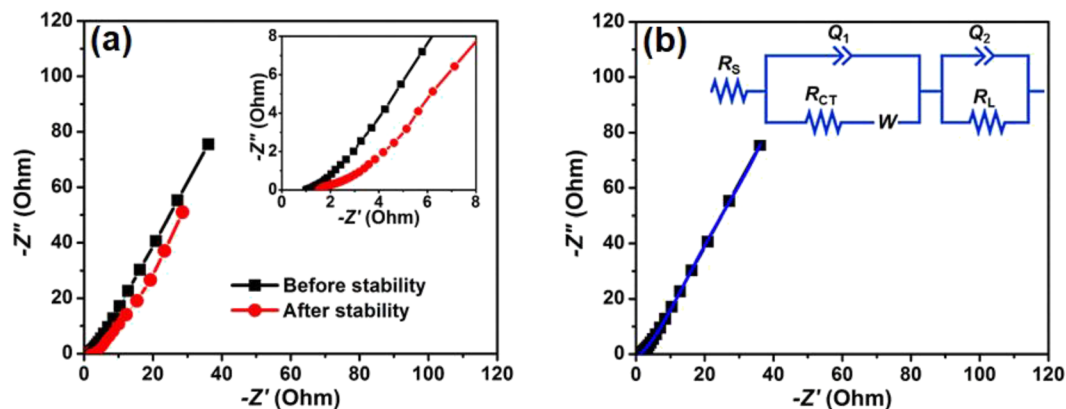 (a)
120
100
80
60
40
20
0
-Z″ (Ohm)
0 20 40 60 80 100 120
-Z′ (Ohm)
8
6
4
2
0
-Z″ (Ohm)
0 2 4 6 8
-Z′ (Ohm)
Before stability
After stability
(b)
120
100
80
60
40
20
0
-Z″ (Ohm)
0 20 40 60 80 100 120
-Z′ (Ohm)
Q1
Q2
RS
RCT
W
RL